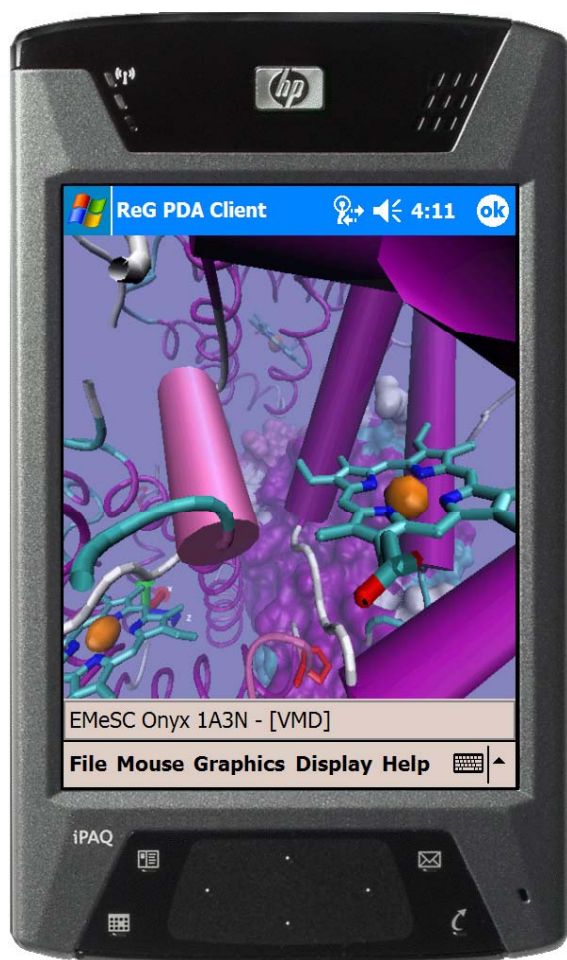 hp
ReG PDA Client 4:11 ok
z
EMeSC Onyx 1A3N - [VMD]
File Mouse Graphics Display Help
iPAQ